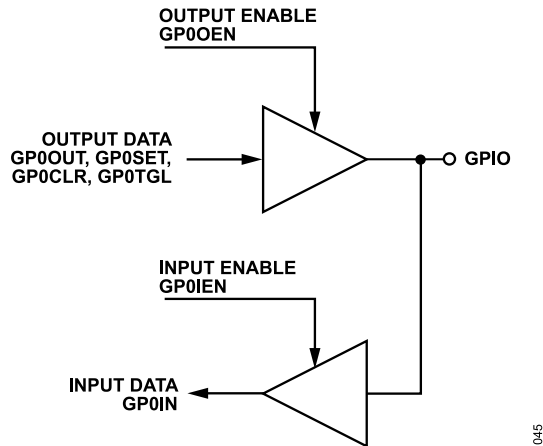 OUTPUT ENABLE
GP0OEN
OUTPUT DATA
GP0OUT, GP0SET,
GP0CLR, GP0TGL
GPIO
INPUT ENABLE
GP0IEN
INPUT DATA
GP0IN
045